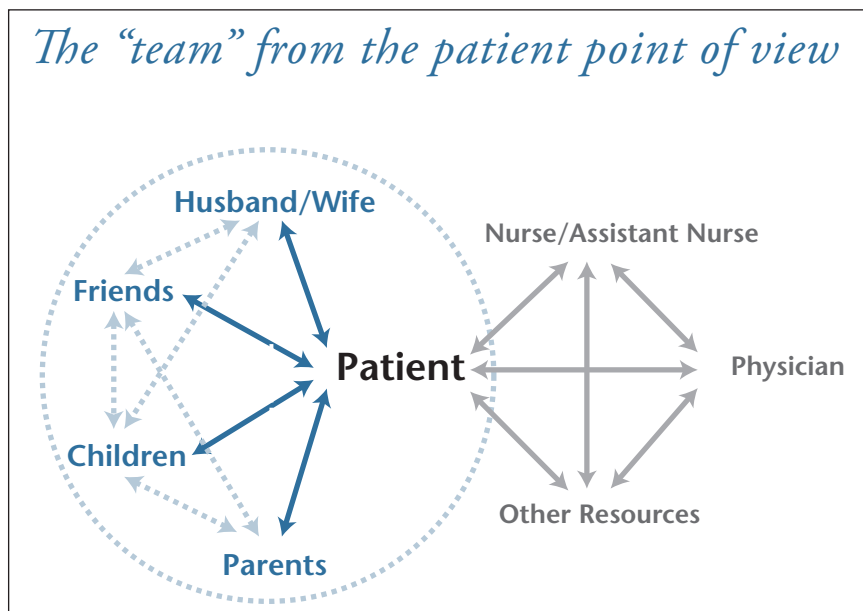 The “team” from the patient point of view
Husband/Wife
Nurse/Assistant Nurse
Friends
Patient
Physician
Children
Other Resources
Parents